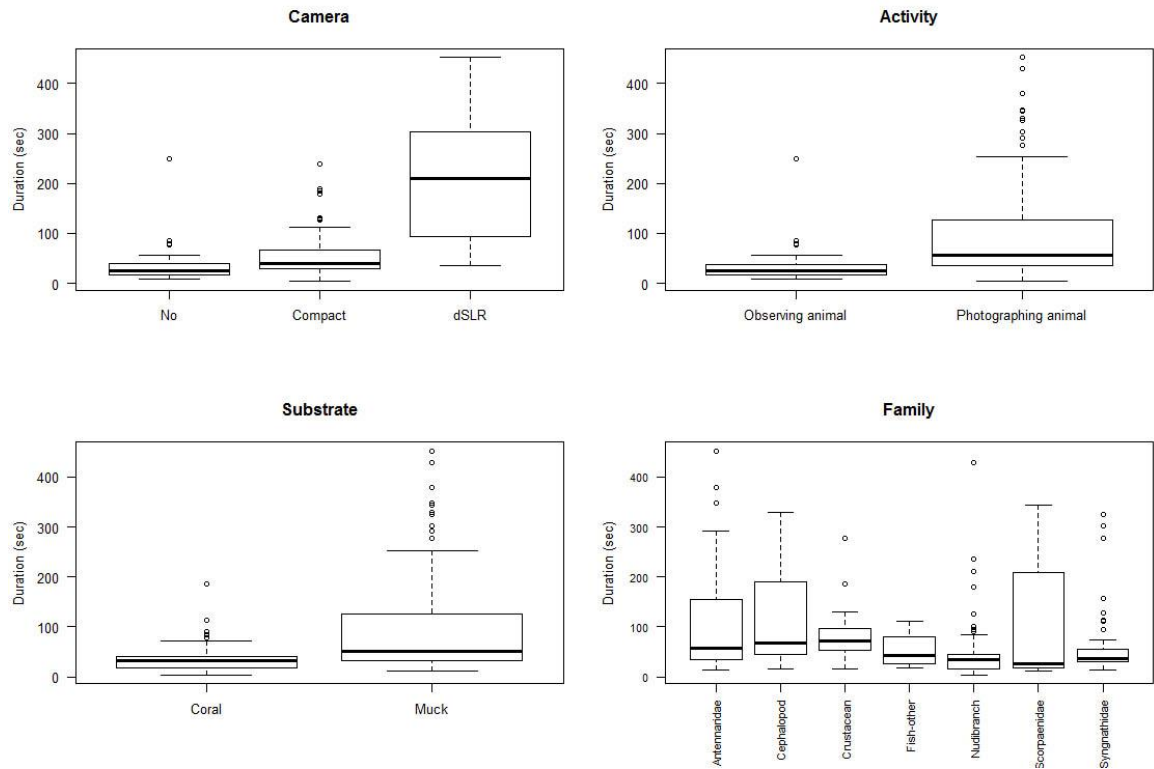 Camera
Duration (sec)
400
300
200
100
0
No Compact dSLR
Activity
Duration (sec)
400
300
200
100
0
Observing animal Photographing animal
Substrate
Duration (sec)
400
300
200
100
0
Coral Muck
Family
Duration (sec)
400
300
200
100
0
Antennaridae
Cephalopod
Crustacean
Fish-other
Nudibranch
Scorpaenidae
Syngnathidae